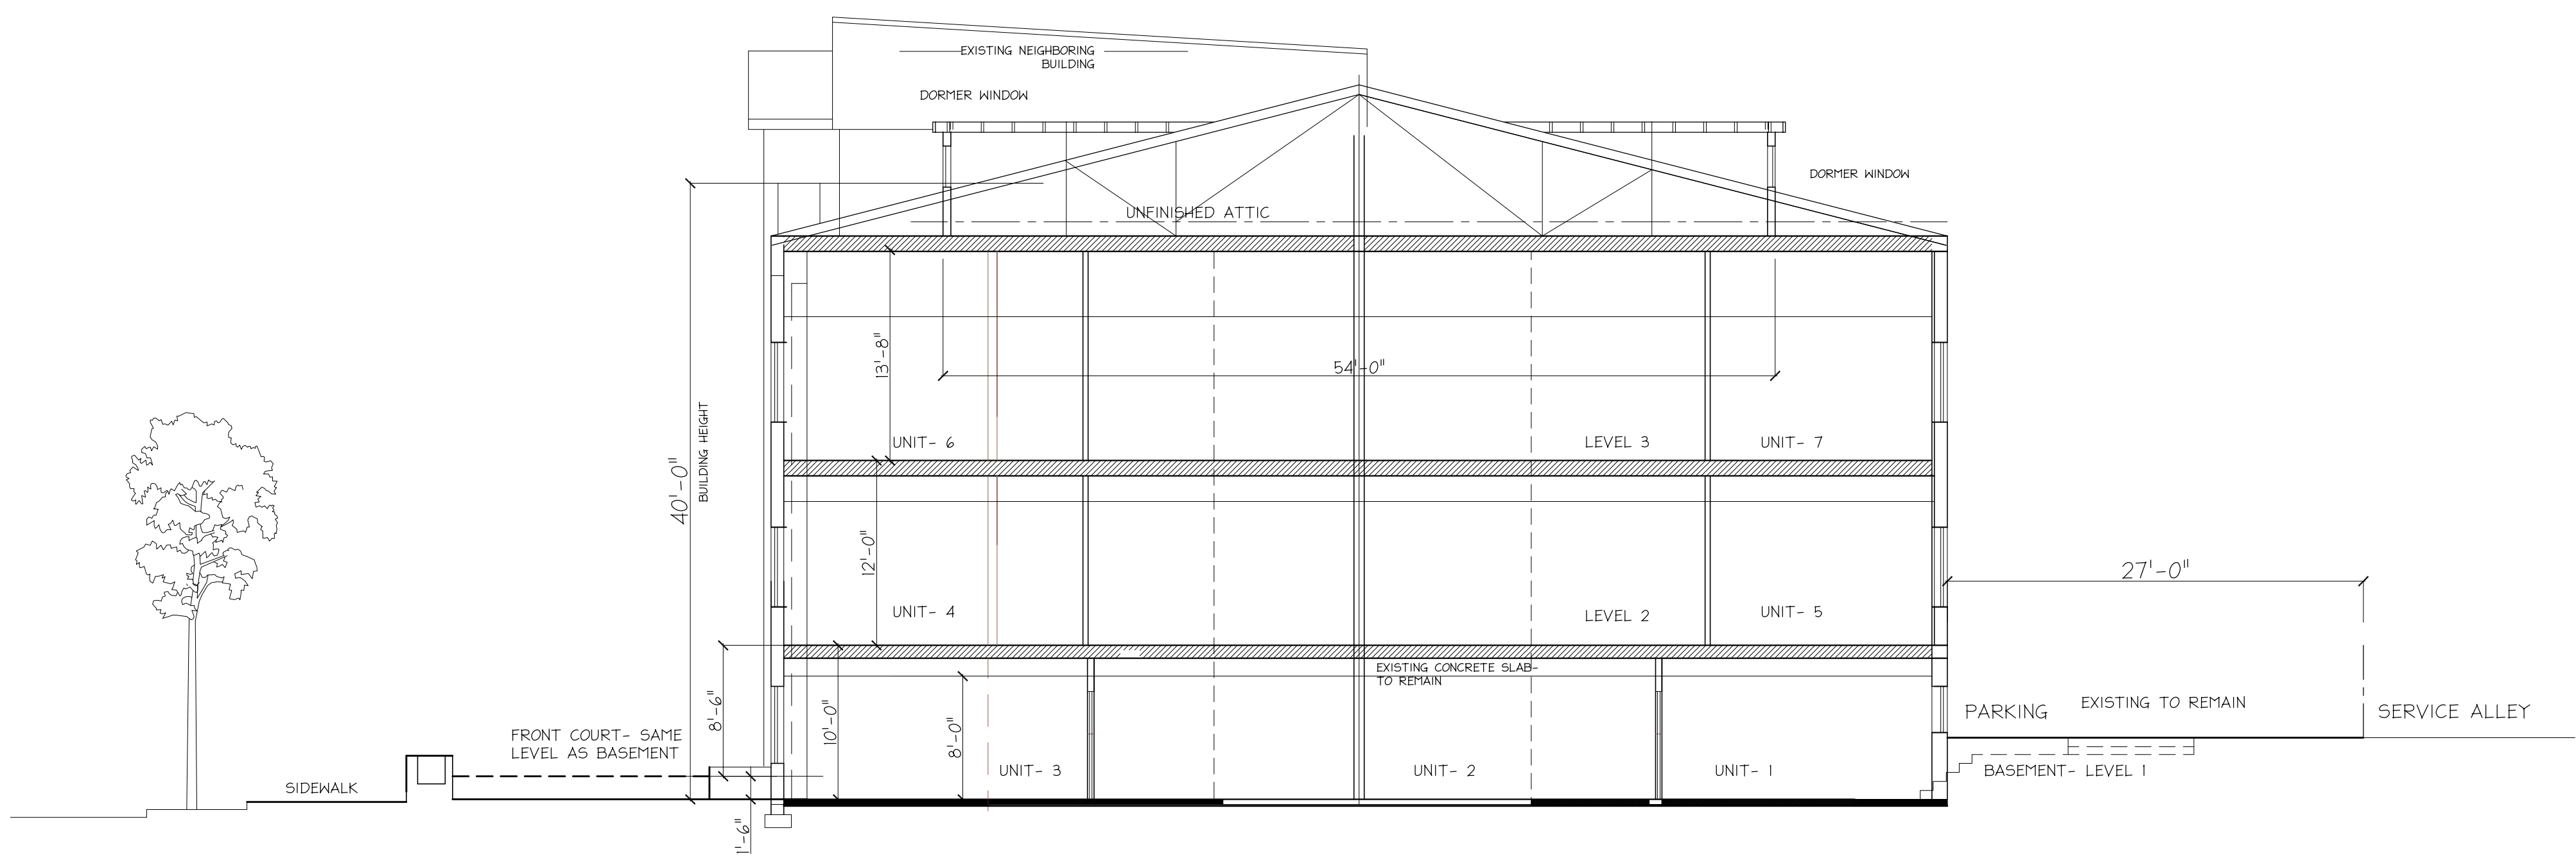 EXISTING NEIGHBORING
BUILDING
DORMER WINDOW
DORMER WINDOW
UNFINISHED ATTIC
13'-8"
54'-0"
BUILDING HEIGHT
40'-0"
UNIT- 6
LEVEL 3
UNIT- 7
12'-0"
27'-0"
UNIT- 4
LEVEL 2
UNIT- 5
EXISTING CONCRETE SLAB-
TO REMAIN
8'-6"
10'-0"
8'-0"
PARKING
EXISTING TO REMAIN
SERVICE ALLEY
FRONT COURT- SAME
LEVEL AS BASEMENT
UNIT- 3
UNIT- 2
UNIT- 1
BASEMENT- LEVEL 1
SIDEWALK
1'-6"